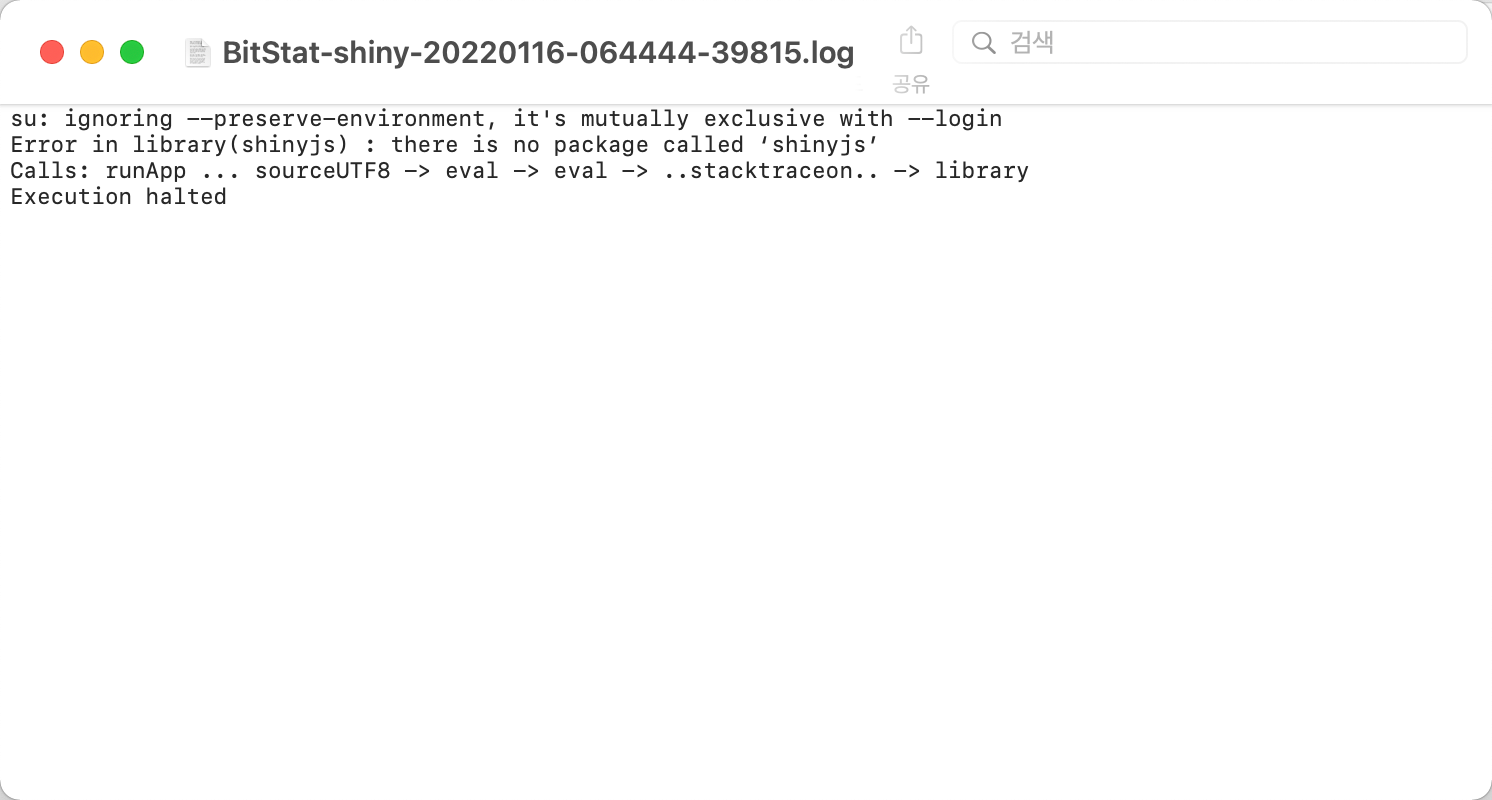 BitStat-shiny-20220116-064444-39815.log
공유
검색
su: ignoring --preserve-environment, it's mutually exclusive with --login
Error in library(shinyjs) : there is no package called ‘shinyjs’
Calls: runApp ... sourceUTF8 -> eval -> eval -> ..stacktraceon.. -> library
Execution halted